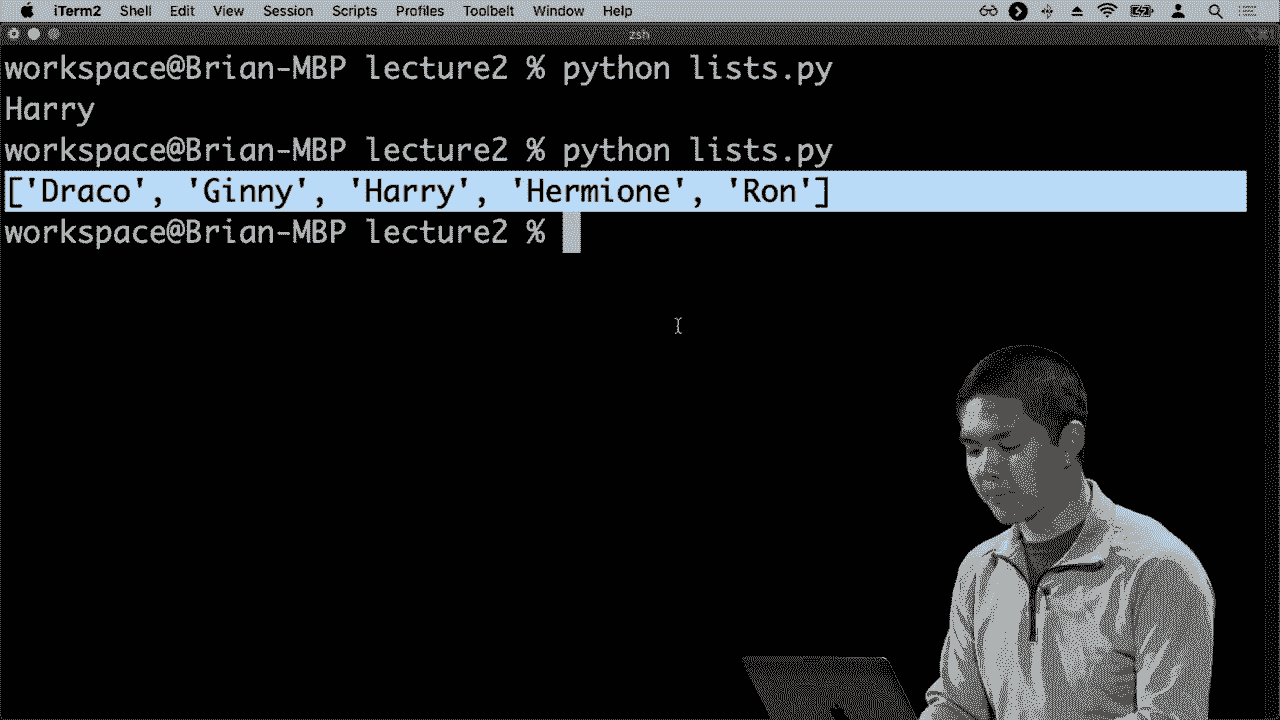 iTerm2 Shell Edit View Session Scripts Profiles Toolbelt Window Help
zsh
workspace@Brian-MBP lecture2 % python lists.py
Harry
workspace@Brian-MBP lecture2 % python lists.py
['Draco', 'Ginny', 'Harry', 'Hermione', 'Ron']
workspace@Brian-MBP lecture2 %